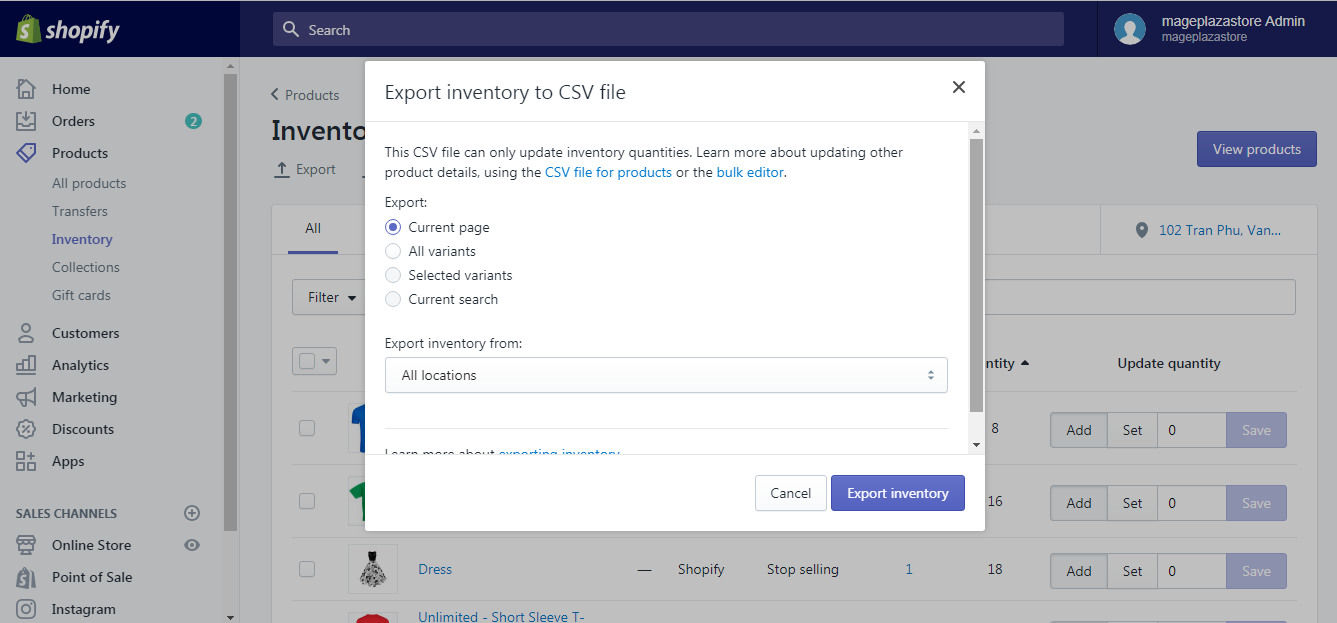 shopify
Search
mageplazastore Admin
mageplazastore
Home
Orders
2
Products
All products
Transfers
Inventory
Collections
Gift cards
Customers
Analytics
Marketing
Discounts
Apps
SALES CHANNELS
Online Store
Point of Sale
Instagram
Products
Invento
Export
View products
All
102 Tran Phu, Van...
Filter
Export inventory to CSV file
This CSV file can only update inventory quantities. Learn more about updating other
product details, using the CSV file for products or the bulk editor.
Export:
Current page
All variants
Selected variants
Current search
Export inventory from:
All locations
Learn more about exporting inventory
Cancel
Export inventory
ntity
Update quantity
8
Add
Set
0
Save
16
Add
Set
0
Save
Dress
—
Shopify
Stop selling
1
18
Add
Set
0
Save
Unlimited - Short Sleeve T-